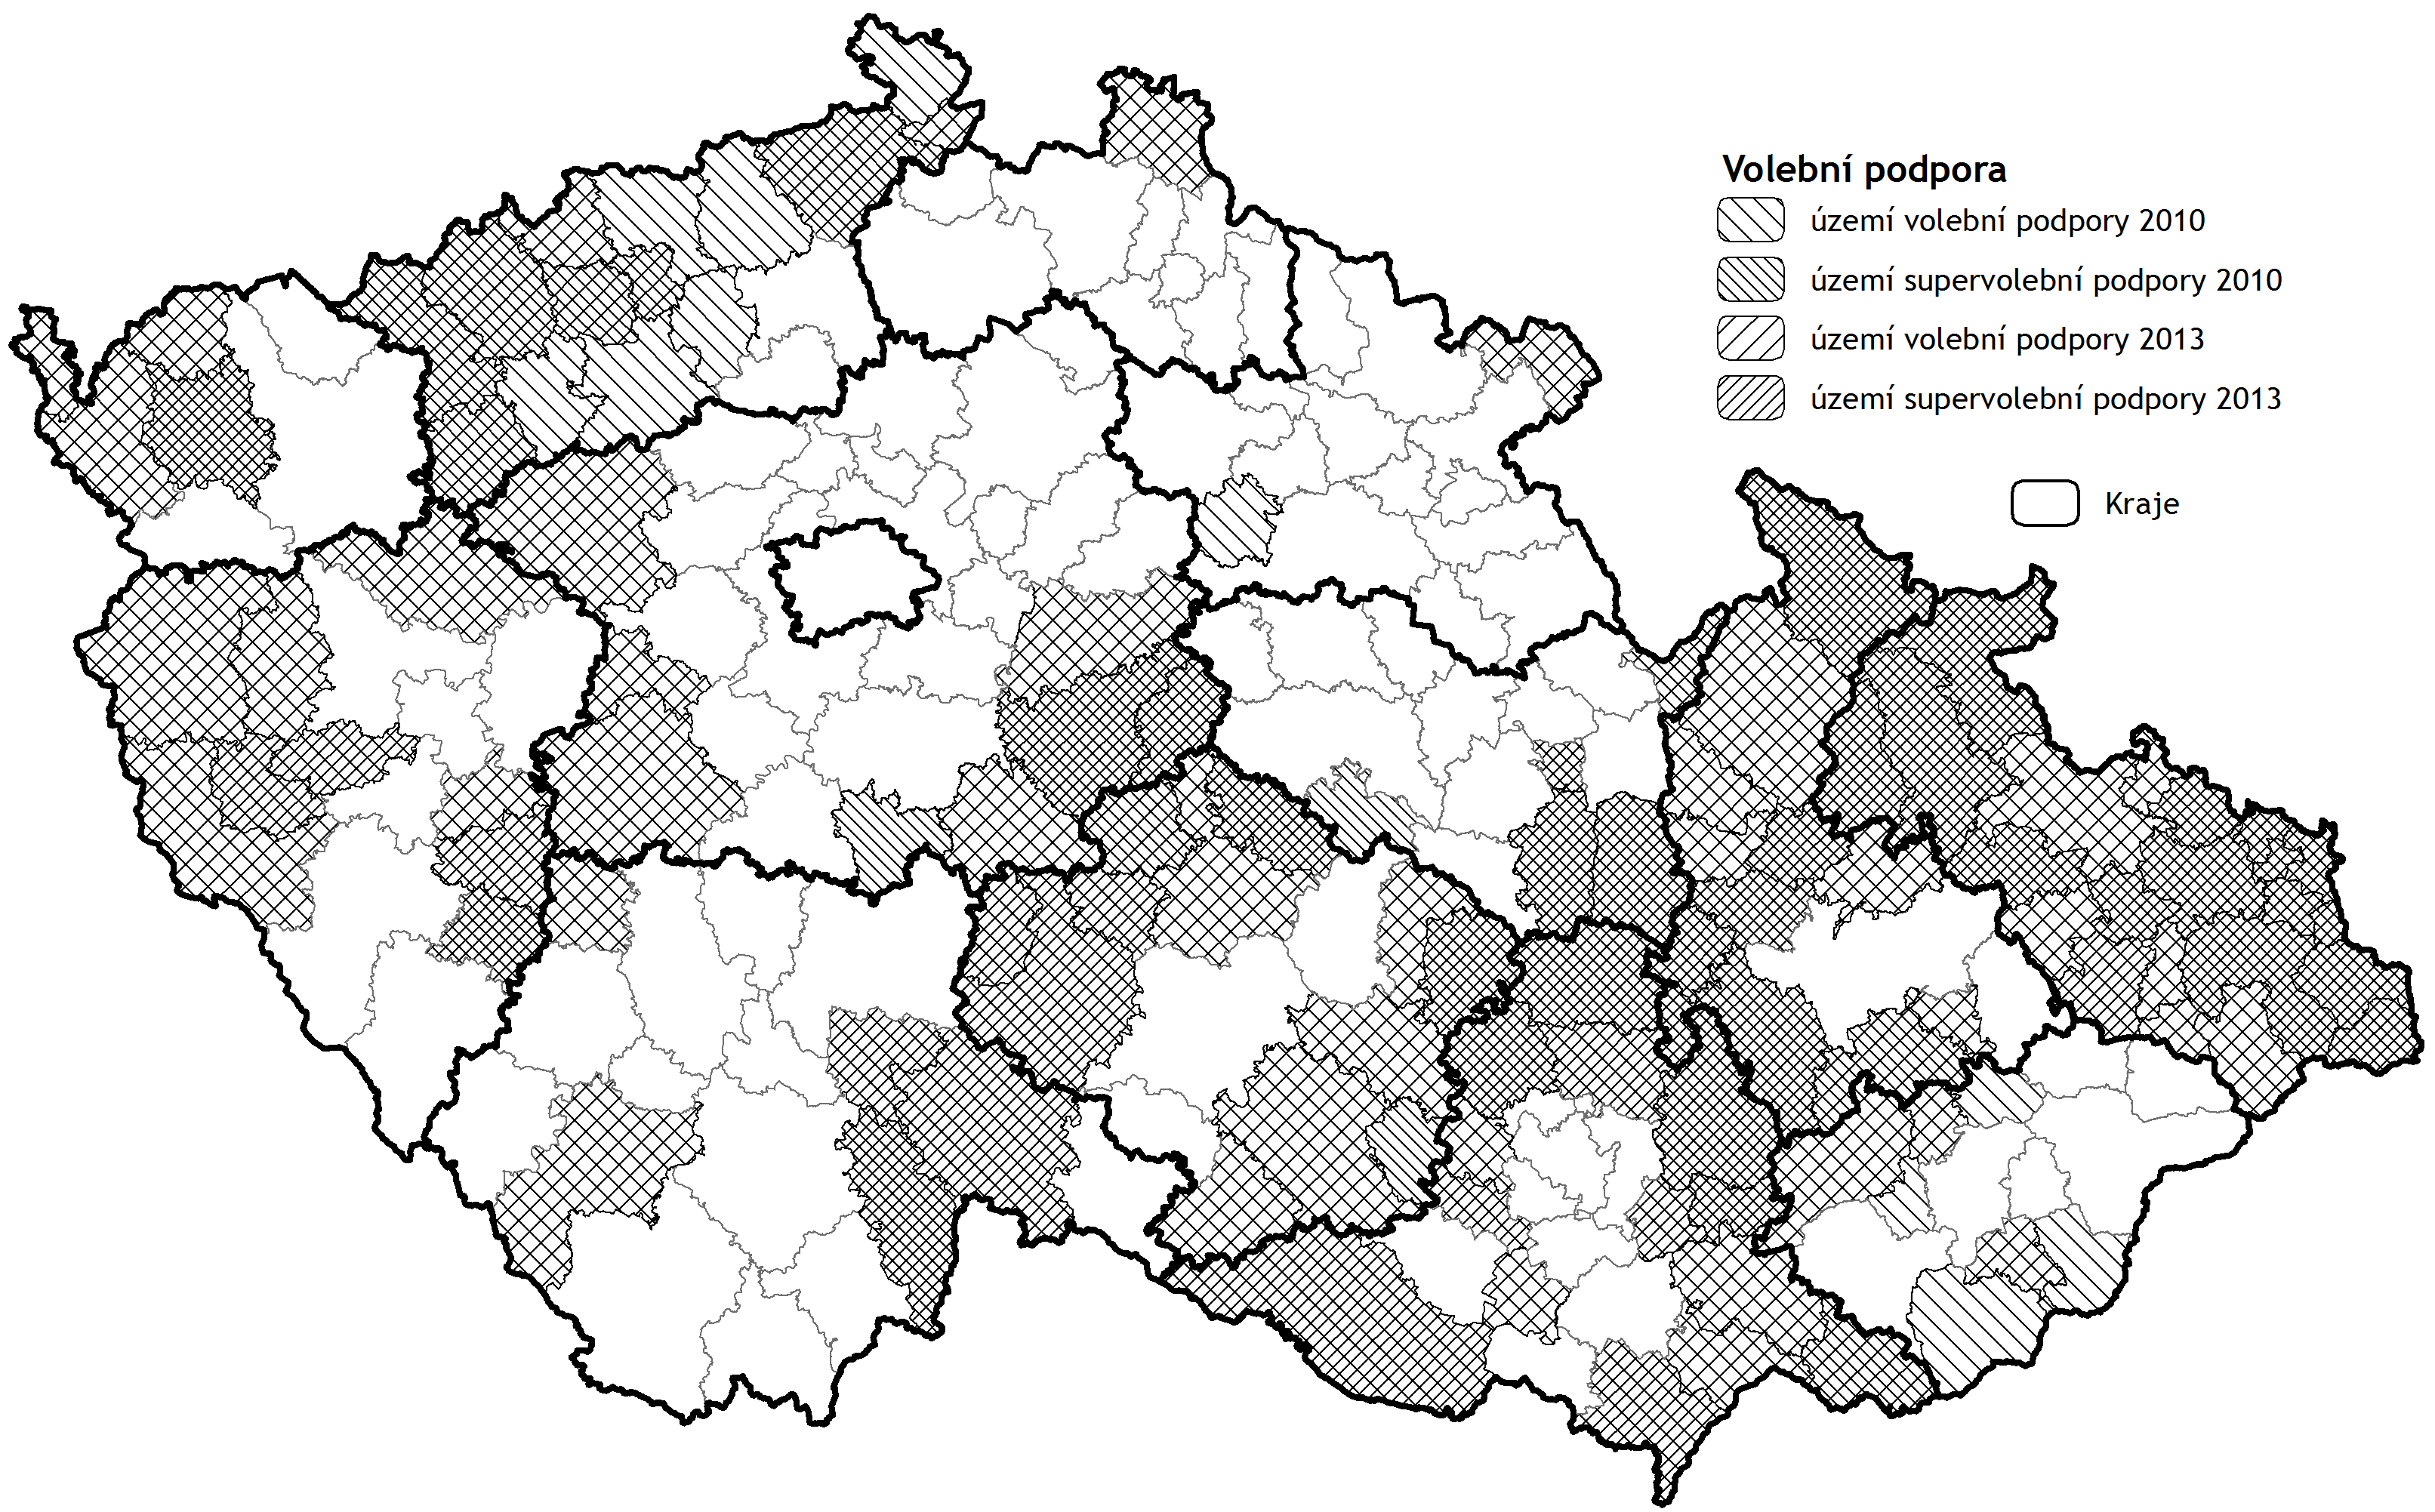 Volební podpora
území volební podpory 2010
území supervolební podpory 2010
území volební podpory 2013
území supervolební podpory 2013
Kraje